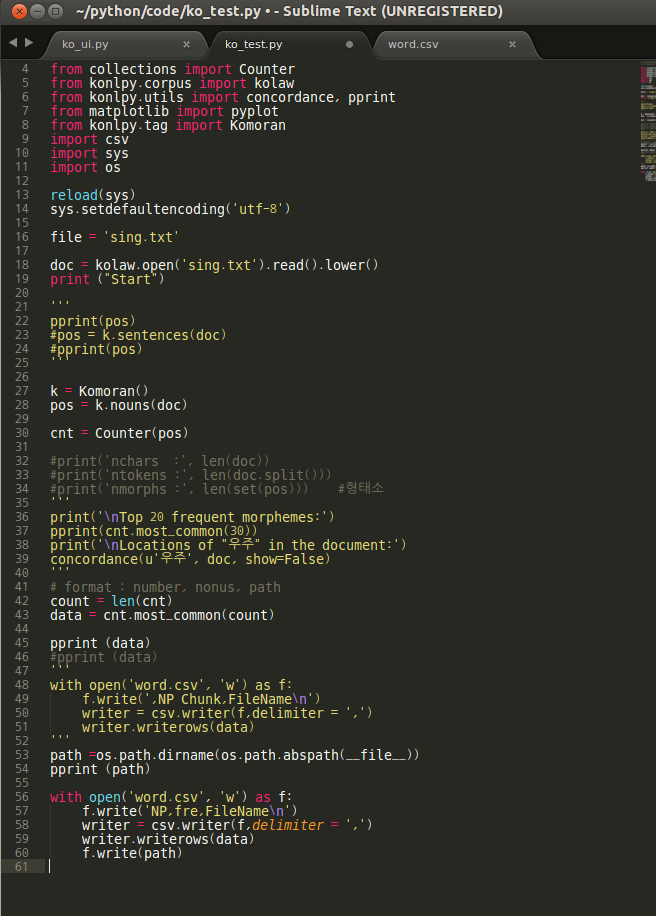 ~/python/code/ko_test.py • - Sublime Text (UNREGISTERED)
ko_ui.py × ko_test.py word.csv ×
4 from collections import Counter
5 from konlpy.corpus import kolaw
6 from konlpy.utils import concordance, pprint
7 from matplotlib import pyplot
8 from konlpy.tag import Komoran
9 import csv
10 import sys
11 import os
12
13 reload(sys)
14 sys.setdefaultencoding('utf-8')
15
16 file = 'sing.txt'
17
18 doc = kolaw.open('sing.txt').read().lower()
19 print ("Start")
20
21 '''
22 pprint(pos)
23 #pos = k.sentences(doc)
24 #pprint(pos)
25 '''
26
27 k = Komoran()
28 pos = k.nouns(doc)
29
30 cnt = Counter(pos)
31
32 #print('nchars  :', len(doc))
33 #print('ntokens :', len(doc.split()))
34 #print('nmorphs :', len(set(pos)))    #형태소
35 '''
36 print('\nTop 20 frequent morphemes:')
37 pprint(cnt.most_common(30))
38 print('\nLocations of "우주" in the document:')
39 concordance(u'우주', doc, show=False)
40 '''
41 # format : number, nonus, path
42 count = len(cnt)
43 data = cnt.most_common(count)
44
45 pprint (data)
46 #pprint (data)
47 '''
48 with open('word.csv', 'w') as f:
49     f.write(',NP Chunk,FileName\n')
50     writer = csv.writer(f,delimiter = ',')
51     writer.writerows(data)
52 '''
53 path =os.path.dirname(os.path.abspath(__file__))
54 pprint (path)
55
56 with open('word.csv', 'w') as f:
57     f.write('NP,fre,FileName\n')
58     writer = csv.writer(f,delimiter = ',')
59     writer.writerows(data)
60     f.write(path)
61